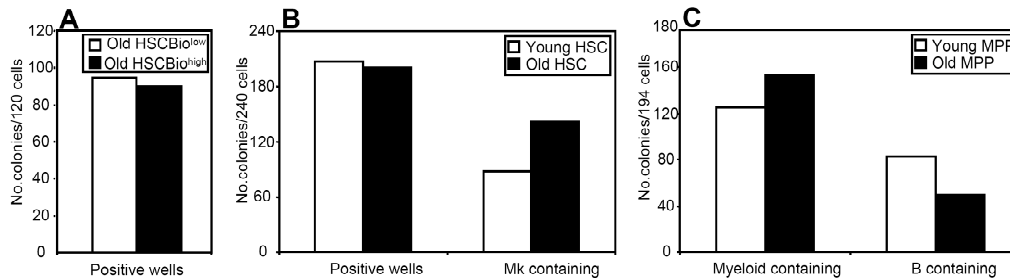 A
No.colonies/120 cells
120
100
80
60
40
20
0
Old HSCBiolow
Old HSCBiohigh
Positive wells
B
No.colonies/240 cells
240
180
120
60
0
Young HSC
Old HSC
Positive wells
Mk containing
C
No.colonies/194 cells
180
160
120
80
40
0
Young MPP
Old MPP
Myeloid containing
B containing